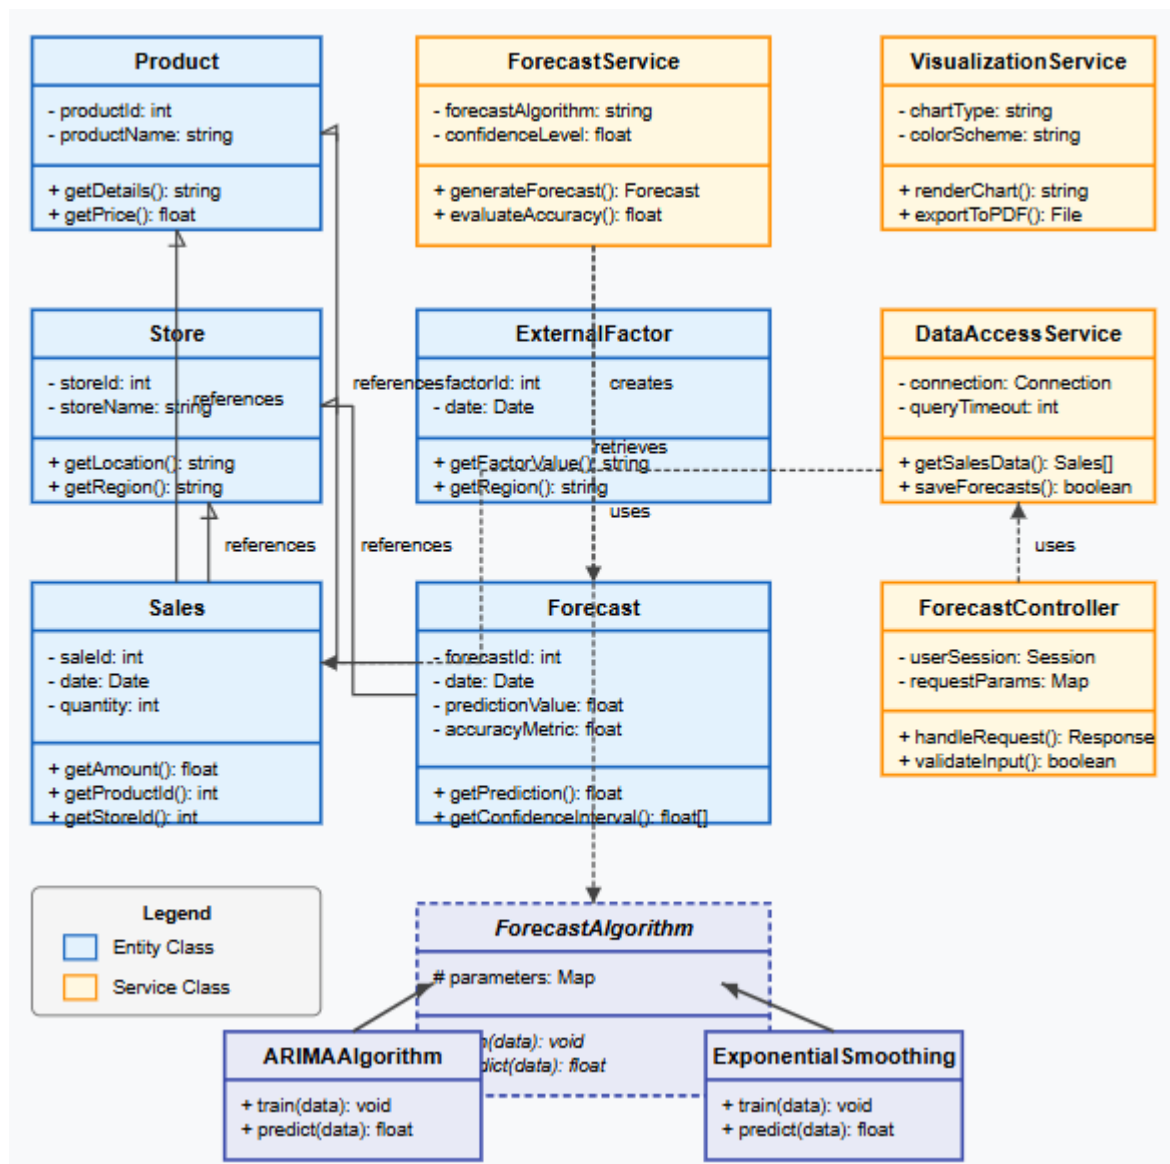 Product
- productId: int
- productName: string
+ getDetails(): string
+ getPrice(): float
ForecastService
- forecastAlgorithm: string
- confidenceLevel: float
+ generateForecast(): Forecast
+ evaluateAccuracy(): float
VisualizationService
- chartType: string
- colorScheme: string
+ renderChart(): string
+ exportToPDF(): File
Store
- storeId: int
- storeName: string
+ getLocation(): string
+ getRegion(): string
references
references
ExternalFactor
factorId: int
- date: Date
+ getFactorValue(): string
+ getRegion(): string
creates
retrieves
uses
DataAccessService
- connection: Connection
- queryTimeout: int
+ getSalesData(): Sales[]
+ saveForecasts(): boolean
references
references
uses
Sales
- saleId: int
- date: Date
- quantity: int
+ getAmount(): float
+ getProductId(): int
+ getStoreId(): int
Forecast
- forecastId: int
- date: Date
- predictionValue: float
- accuracyMetric: float
+ getPrediction(): float
+ getConfidenceInterval(): float[]
ForecastController
- userSession: Session
- requestParams: Map
+ handleRequest(): Response
+ validateInput(): boolean
Legend
Entity Class
Service Class
ForecastAlgorithm
# parameters: Map
(data): void
(data): float
ARIMAAlgorithm
+ train(data): void
+ predict(data): float
ExponentialSmoothing
+ train(data): void
+ predict(data): float